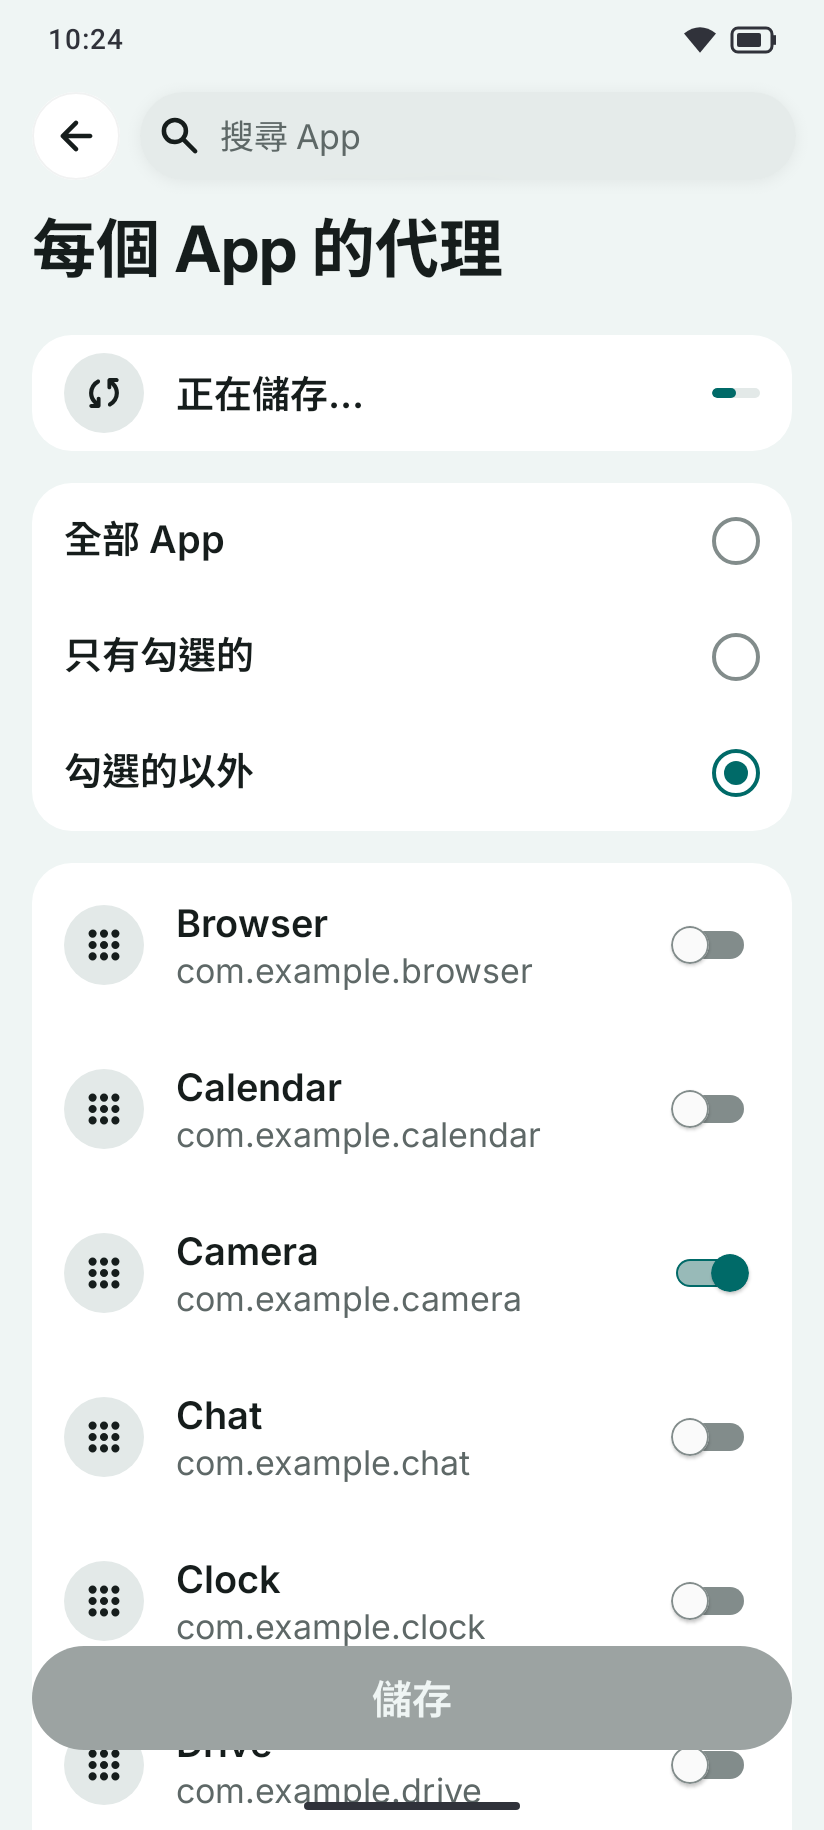 10:24
搜尋 App
每個 App 的代理
正在儲存...
全部 App
只有勾選的
勾選的以外
Browser
com.example.browser
Calendar
com.example.calendar
Camera
com.example.camera
Chat
com.example.chat
Clock
com.example.clock
儲存
Drive
com.example.drive